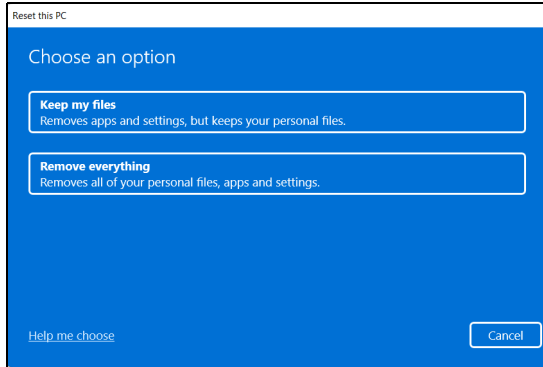 Reset this PC
Choose an option
Keep my files
Removes apps and settings, but keeps your personal files.
Remove everything
Removes all of your personal files, apps and settings.
Help me choose
Cancel